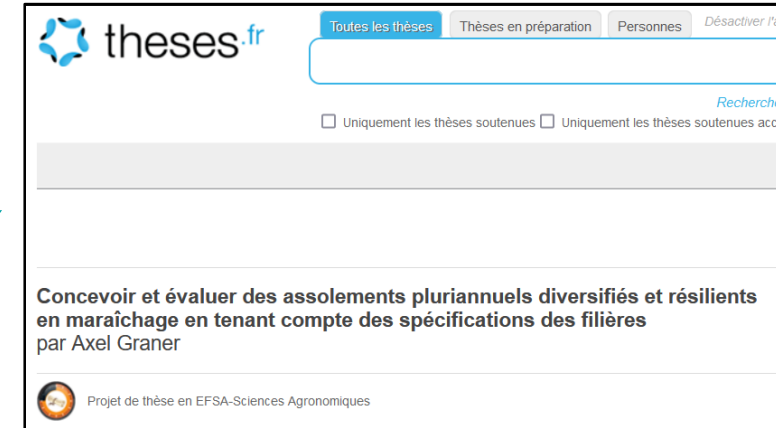 theses.fr
Toutes les thèses Thèses en préparation Personnes Désactiver l'a
Recherche
Uniquement les thèses soutenues Uniquement les thèses soutenues acc
Concevoir et évaluer des assolements pluriannuels diversifiés et résilients
en maraîchage en tenant compte des spécifications des filières
par Axel Graner
Projet de thèse en EFSA-Sciences Agronomiques